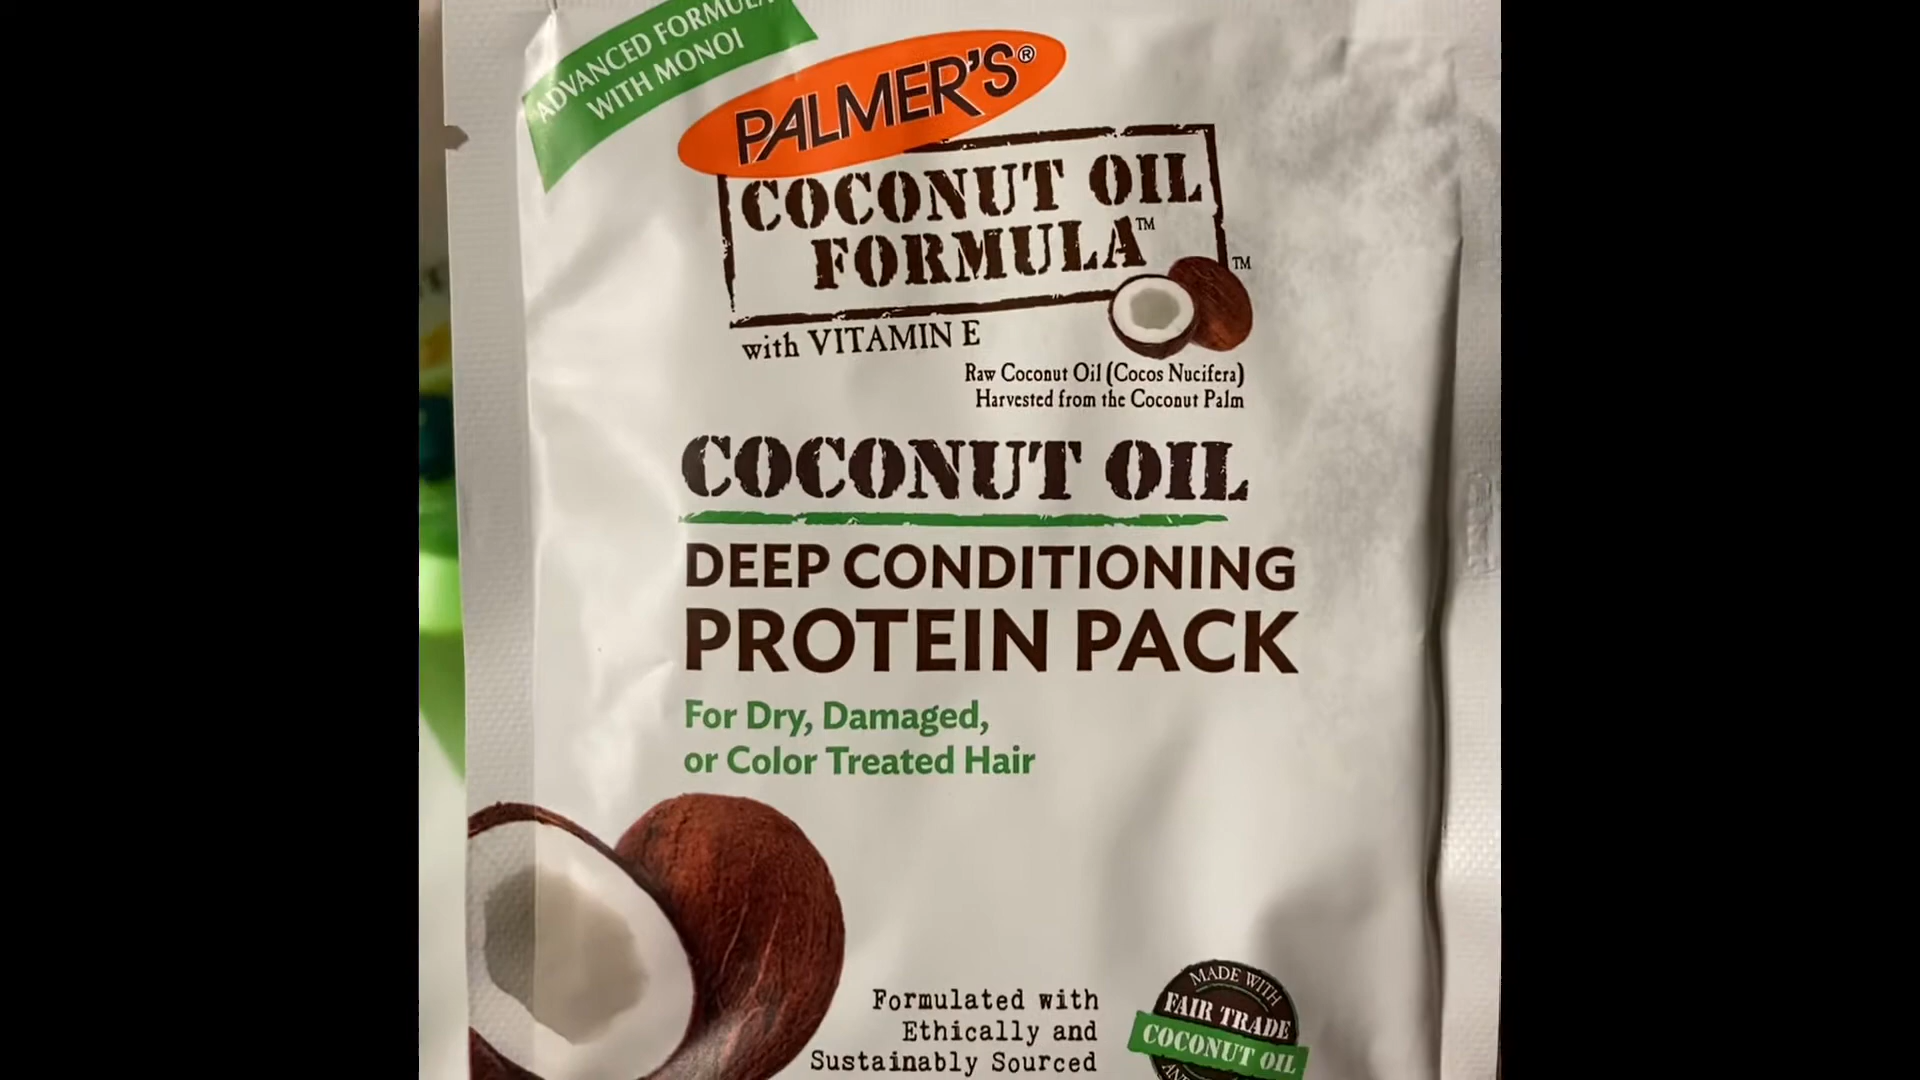 ADVANCED FORMULA
WITH MONOI
PALMER'S®
COCONUT OIL
FORMULA™
™
with VITAMIN E
Raw Coconut Oil (Cocos Nucifera)
Harvested from the Coconut Palm
COCONUT OIL
DEEP CONDITIONING
PROTEIN PACK
For Dry, Damaged,
or Color Treated Hair
Formulated with
Ethically and
Sustainably Sourced
MADE WITH
FAIR TRADE
COCONUT OIL